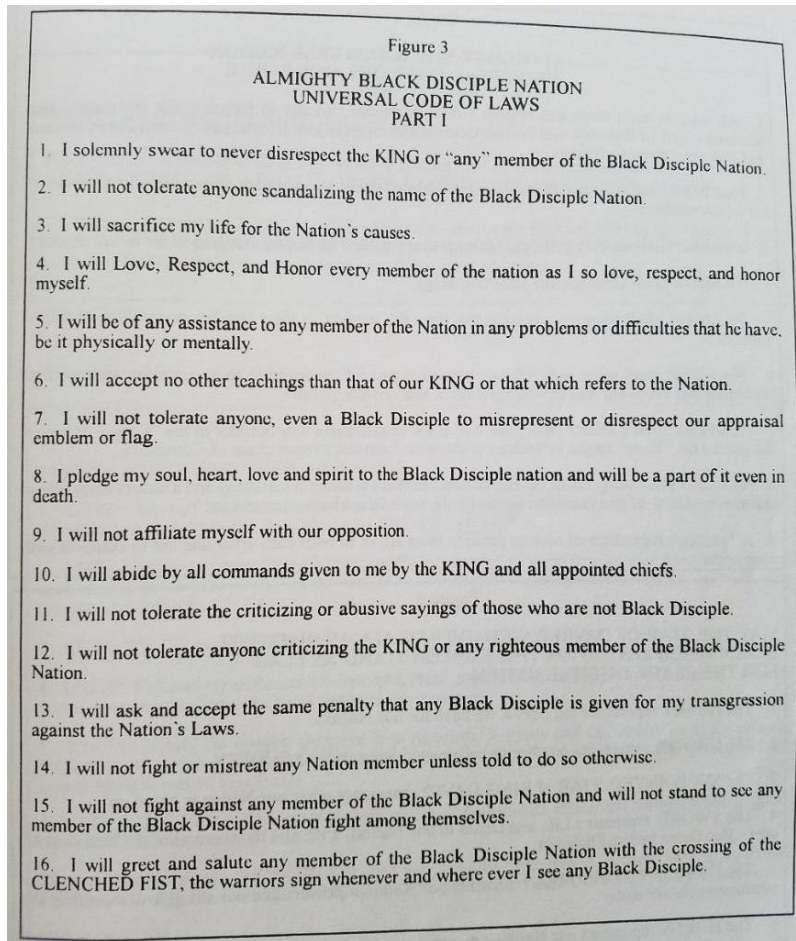 Figure 3
ALMIGHTY BLACK DISCIPLE NATION
UNIVERSAL CODE OF LAWS
PART I
1. I solemnly swear to never disrespect the KING or "any" member of the Black Disciple Nation.
2. I will not tolerate anyone scandalizing the name of the Black Disciple Nation.
3. I will sacrifice my life for the Nation's causes.
4. I will Love, Respect, and Honor every member of the nation as I so love, respect, and honor
myself.
5. I will be of any assistance to any member of the Nation in any problems or difficulties that he have,
be it physically or mentally.
6. I will accept no other teachings than that of our KING or that which refers to the Nation.
7. I will not tolerate anyone, even a Black Disciple to misrepresent or disrespect our appraisal
emblem or flag.
8. I pledge my soul, heart, love and spirit to the Black Disciple nation and will be a part of it even in
death.
9. I will not affiliate myself with our opposition.
10. I will abide by all commands given to me by the KING and all appointed chiefs.
11. I will not tolerate the criticizing or abusive sayings of those who are not Black Disciple.
12. I will not tolerate anyone criticizing the KING or any righteous member of the Black Disciple
Nation.
13. I will ask and accept the same penalty that any Black Disciple is given for my transgression
against the Nation's Laws.
14. I will not fight or mistreat any Nation member unless told to do so otherwise.
15. I will not fight against any member of the Black Disciple Nation and will not stand to see any
member of the Black Disciple Nation fight among themselves.
16. I will greet and salute any member of the Black Disciple Nation with the crossing of the
CLENCHED FIST, the warriors sign whenever and where ever I see any Black Disciple.